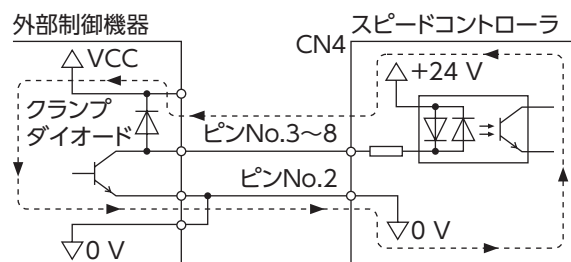 外部制御機器
スピードコントローラ
CN4
VCC
+24 V
クランプ
ダイオード
ピンNo.3～8
ピンNo.2
0 V
0 V